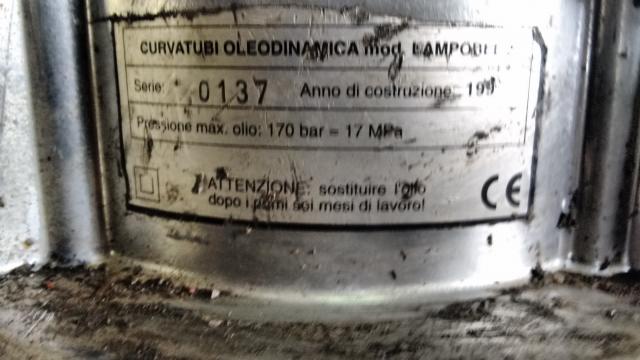 CURVATUBI OLEODINAMICA mod.
Serie: 0137 Anno di costruzione: 199
Pressione max. olio: 170 bar = 17 MPa
ATTENZIONE: sostituire l'olio
dopo i primi sei mesi di lavoro!
CE